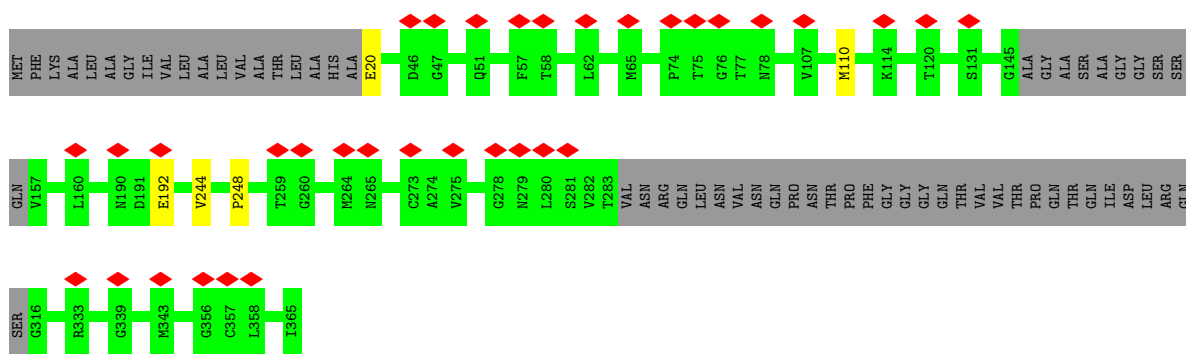 MET PHE LYS ALA LEU ALA GLY ILE VAL LEU ALA LEU VAL ALA THR LEU ALA HIS ALA E20 D46 G47 Q51 F57 T58 L62 M65 P74 T75 G76 T77 N78 V107 M110 K114 T120 S131 G145 ALA GLY ALA SER ALA GLY GLY SER SER
GLN V157 L160 N190 D191 E192 V244 P248 T259 G260 M264 N265 C273 A274 V275 G278 N279 L280 S281 V282 T283 VAL ASN ARG GLN LEU ASN VAL ASN GLN PRO ASN THR PRO PHE GLY GLY GLY GLN THR VAL VAL THR PRO GLN THR GLN ILE ASP LEU ARG GLN
SER G316 R333 G339 M343 G356 C357 L358 I365